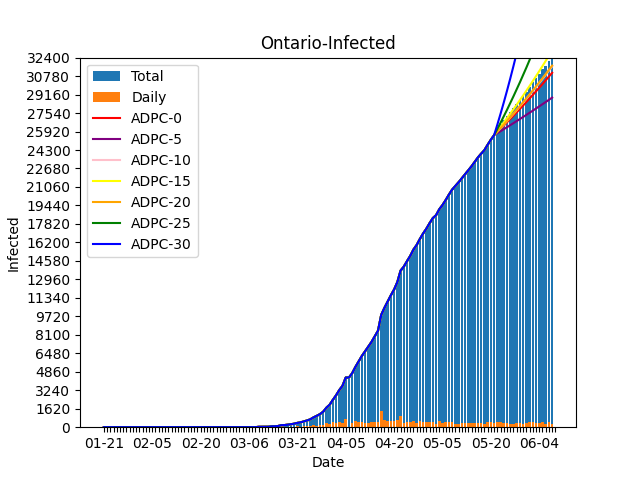 Ontario-Infected
32400
30780
29160
27540
25920
24300
22680
21060
19440
17820
16200
14580
12960
11340
9720
8100
6480
4860
3240
1620
0
Infected
Total
Daily
ADPC-0
ADPC-5
ADPC-10
ADPC-15
ADPC-20
ADPC-25
ADPC-30
01-21 02-05 02-20 03-06 03-21 04-05 04-20 05-05 05-20 06-04
Date